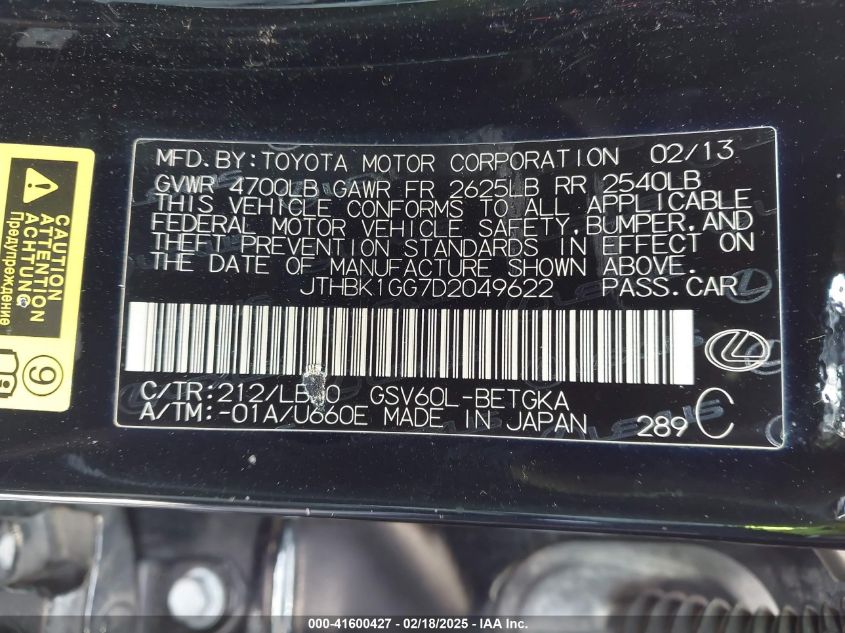 MFD. BY: TOYOTA MOTOR CORPORATION 02/13
GVWR 4700LB GAWR FR 2625LB RR 2540LB
THIS VEHICLE CONFORMS TO ALL APPLICABLE
FEDERAL MOTOR VEHICLE SAFETY, BUMPER, AND
THEFT PREVENTION STANDARDS IN EFFECT ON
THE DATE OF MANUFACTURE SHOWN ABOVE.
JTHBK1GG7D2049622 PASS. CAR
C/TR: GSV60L-BETGKA
A/TM: -01A/U660E MADE IN JAPAN 289 C
CAUTION
ATTENTION
ACHTUNG
Предупреждение
9
000-41600427 - 02/18/2025 - IAA Inc.